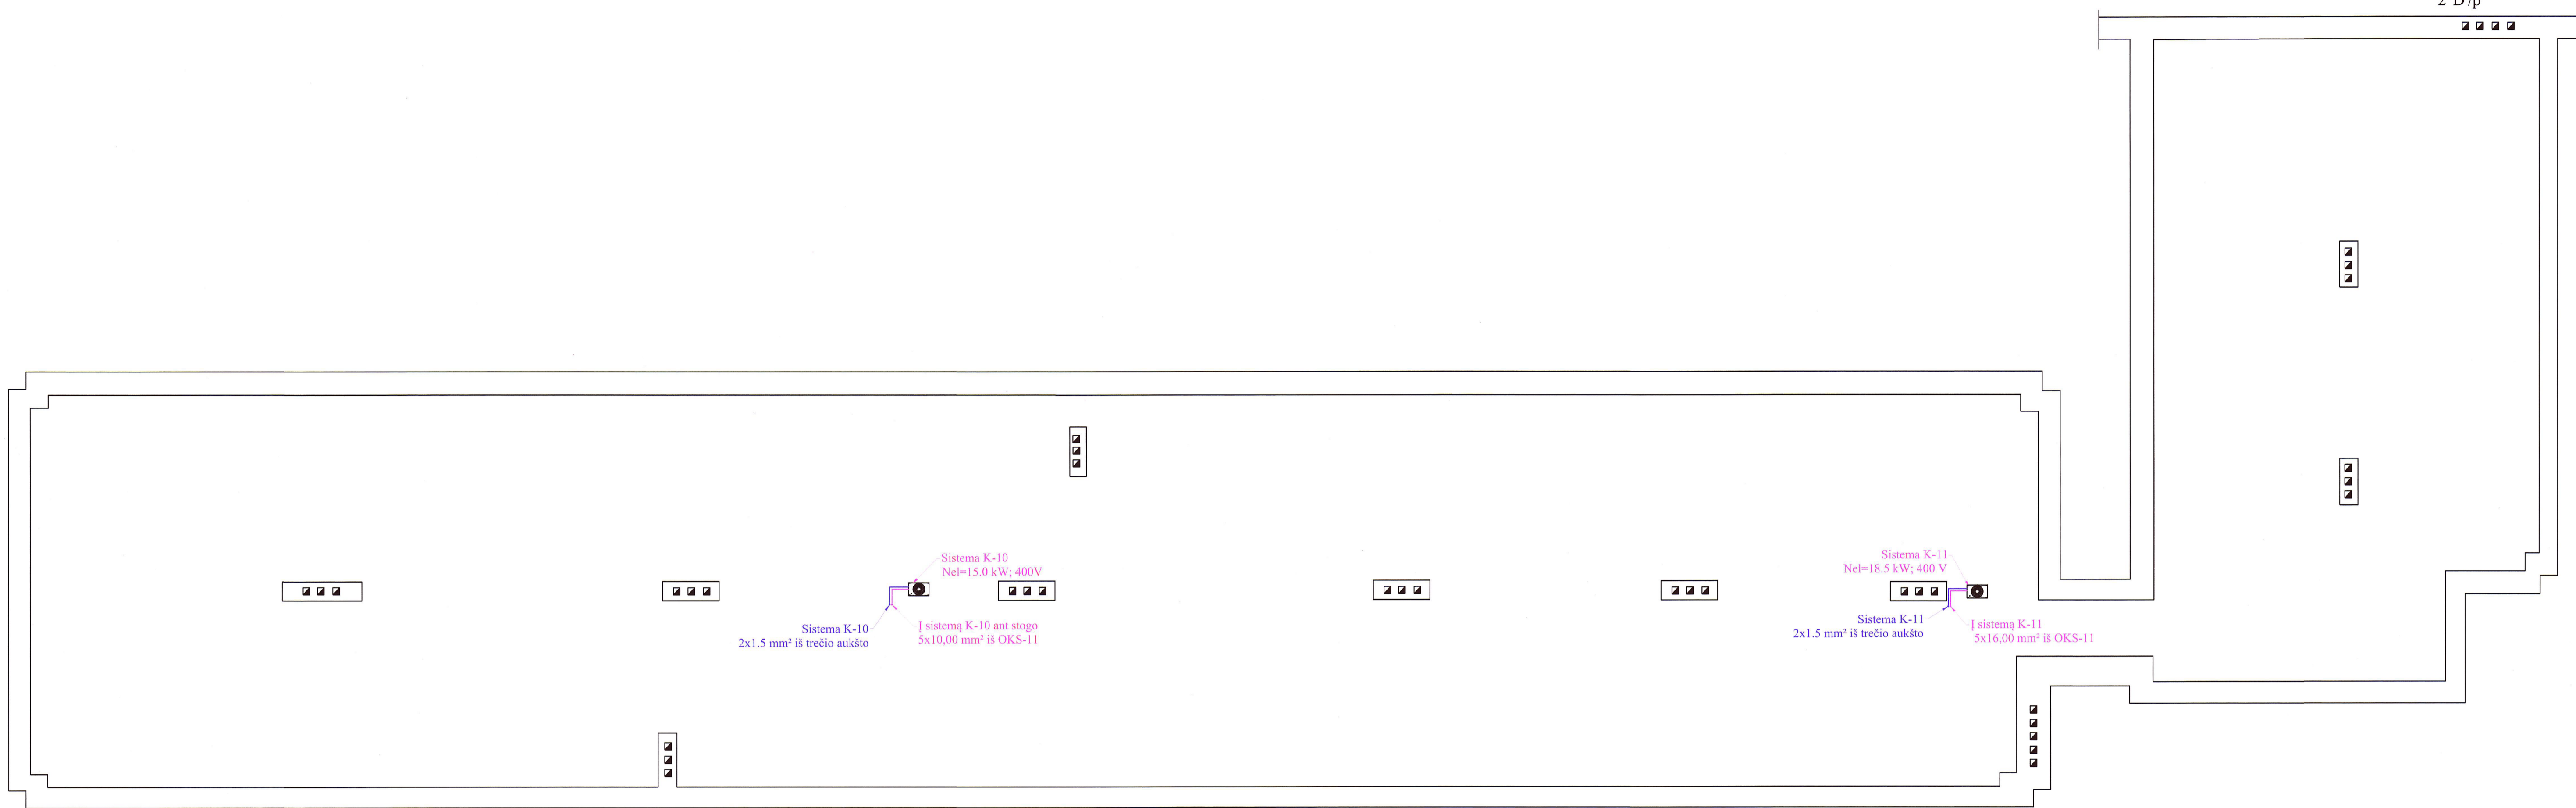 2 D /p
Sistema K-10
Nel=15.0 kW; 400V
Sistema K-10
2x1.5 mm² iš trečio aukšto
Į sistemą K-10 ant stogo
5x10,00 mm² iš OKS-11
Sistema K-11
Nel=18.5 kW; 400 V
Sistema K-11
2x1.5 mm² iš trečio aukšto
Į sistemą K-11
5x16,00 mm² iš OKS-11